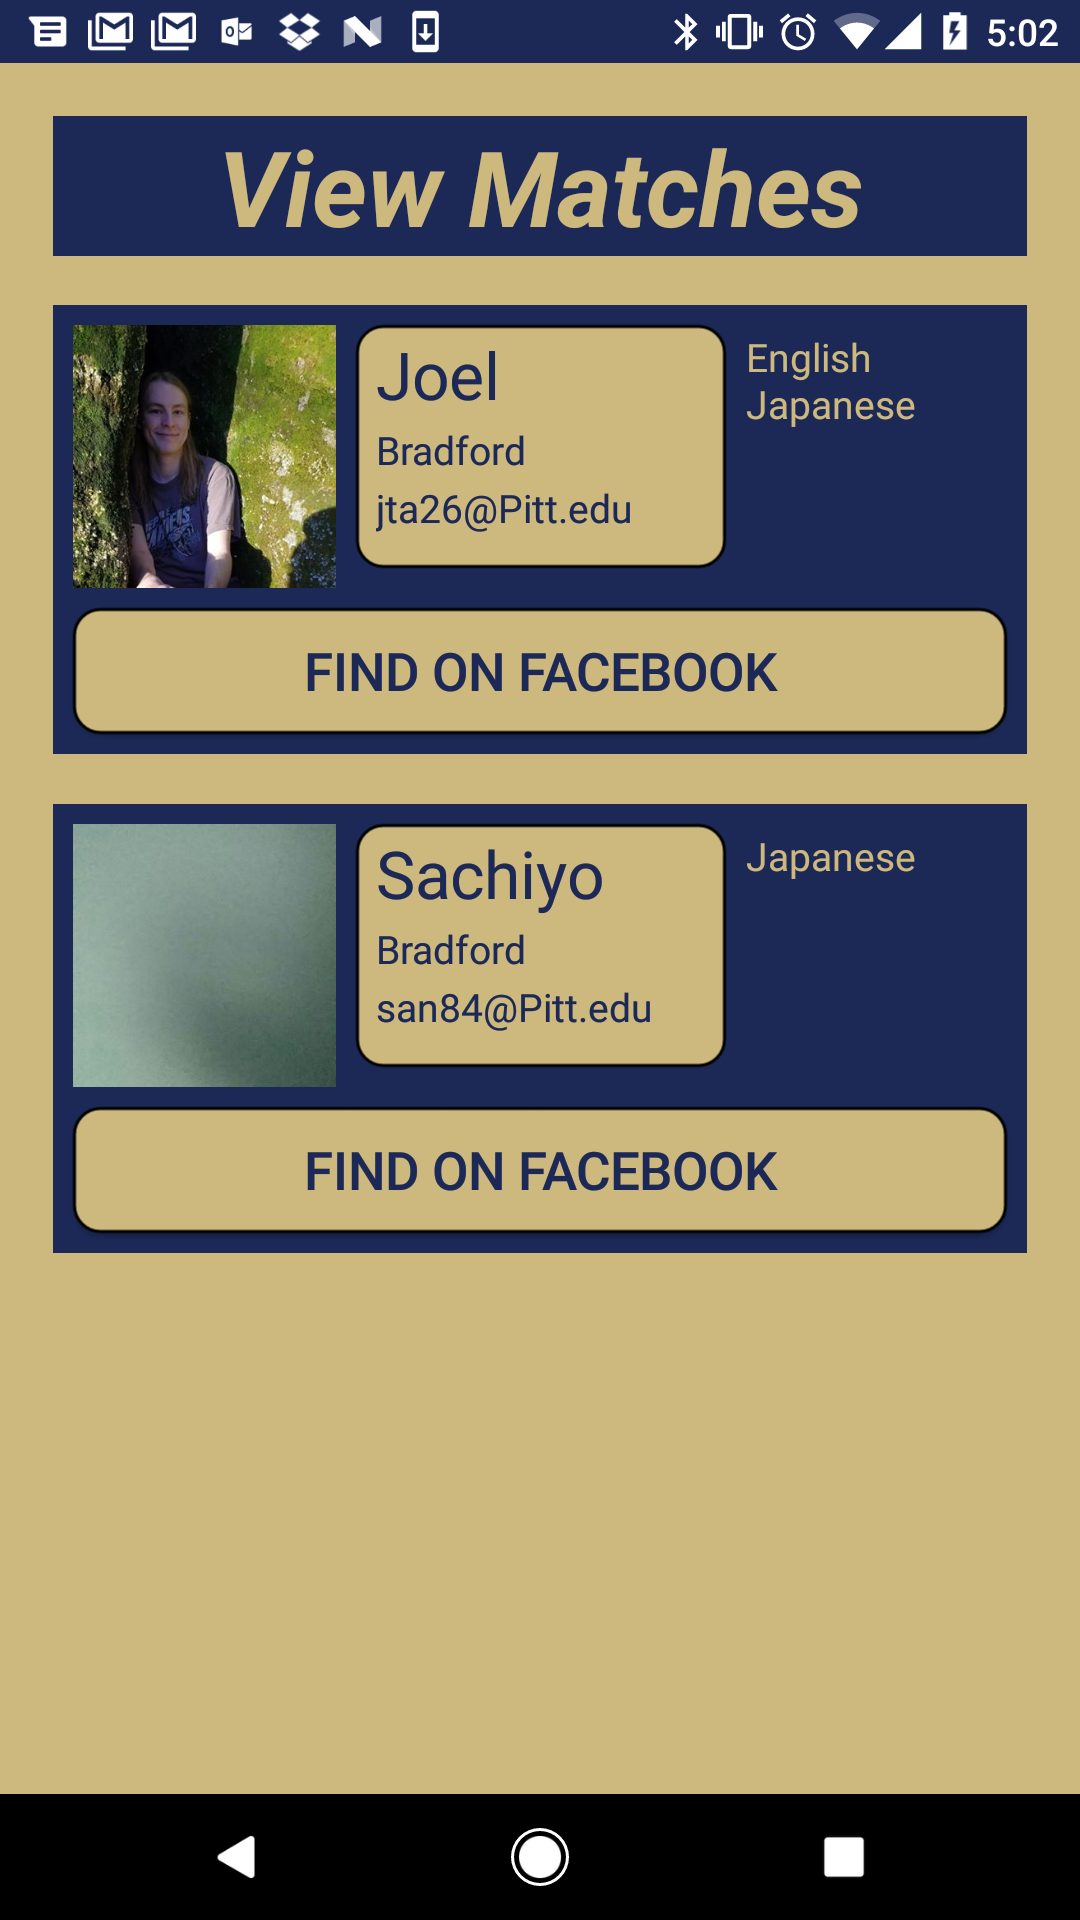 5:02
View Matches
Joel
Bradford
jta26@Pitt.edu
English
Japanese
FIND ON FACEBOOK
Sachiyo
Bradford
san84@Pitt.edu
Japanese
FIND ON FACEBOOK